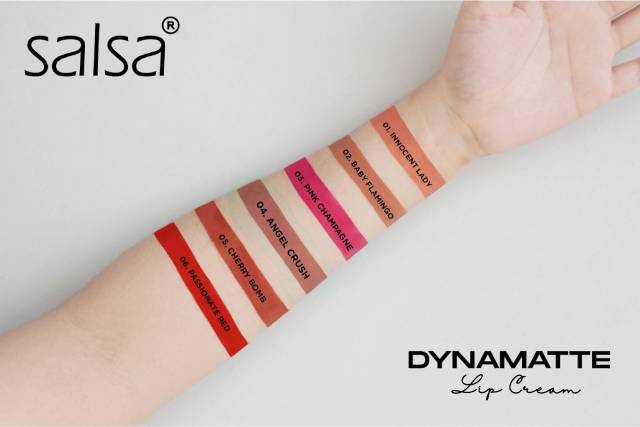 salsa®
01. INNOCENT LADY
02. BABY FLAMINGO
03. PINK CHAMPAGNE
04. ANGEL CRUSH
05. CHERRY BOMB
06. PASSIONATE RED
DYNAMATTE
Lip Cream